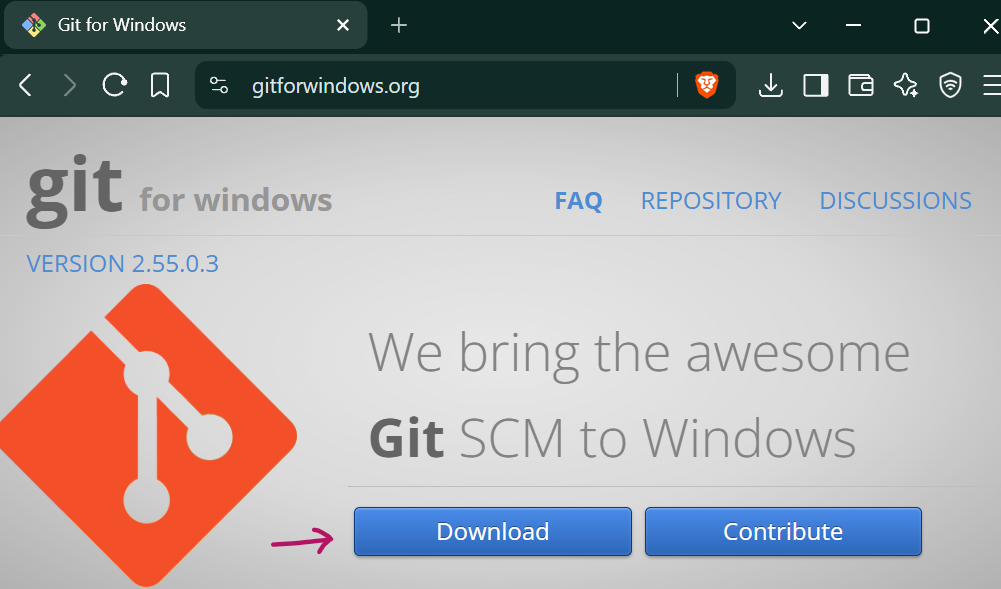 Git for Windows
gitforwindows.org
git for windows
FAQ REPOSITORY DISCUSSIONS
VERSION 2.55.0.3
We bring the awesome
Git SCM to Windows
Download Contribute